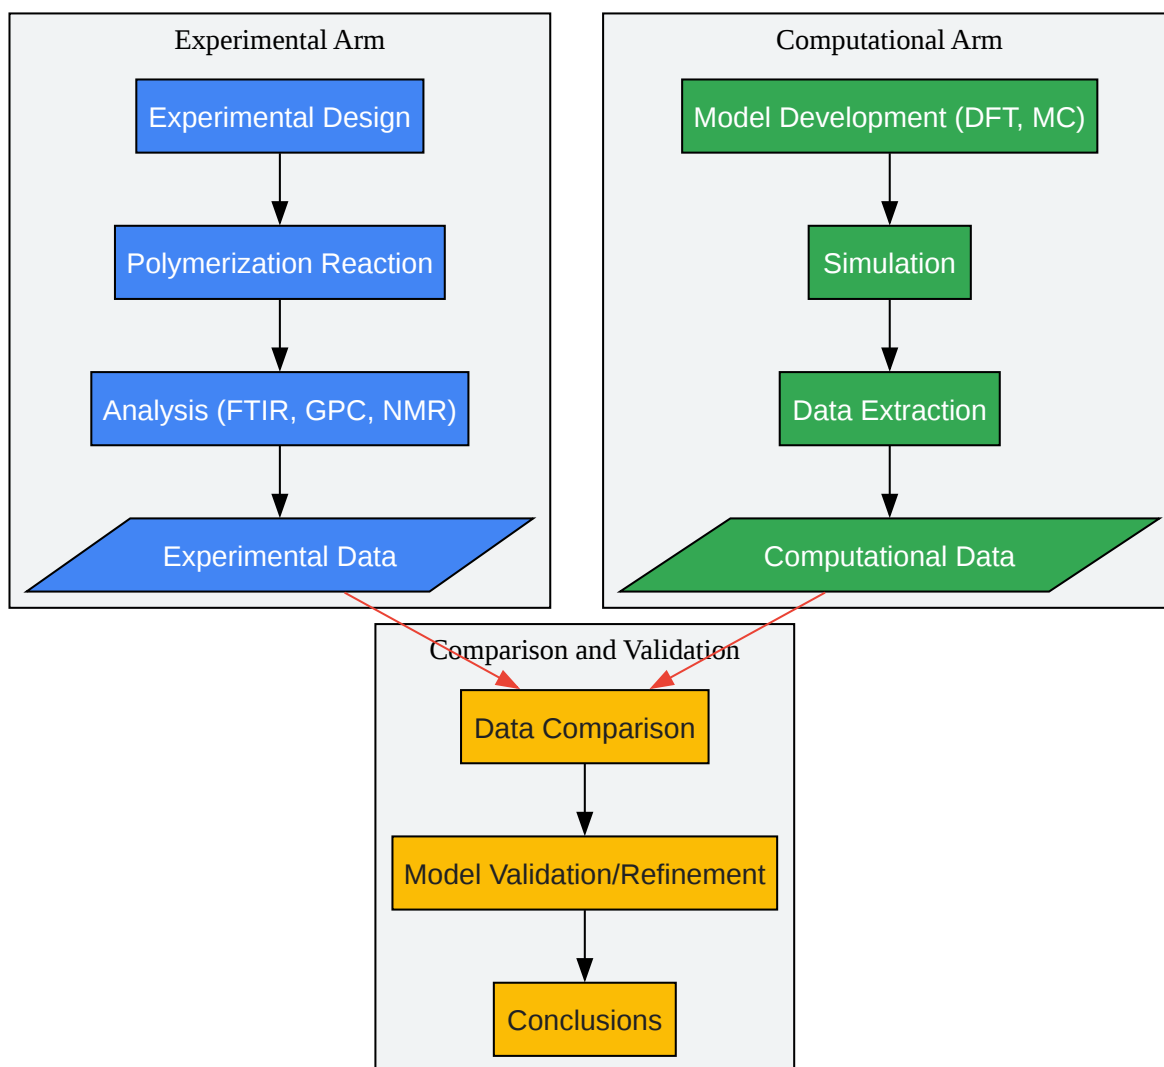 Experimental Arm
Experimental Design
Polymerization Reaction
Analysis (FTIR, GPC, NMR)
Experimental Data
Computational Arm
Model Development (DFT, MC)
Simulation
Data Extraction
Computational Data
Comparison and Validation
Data Comparison
Model Validation/Refinement
Conclusions